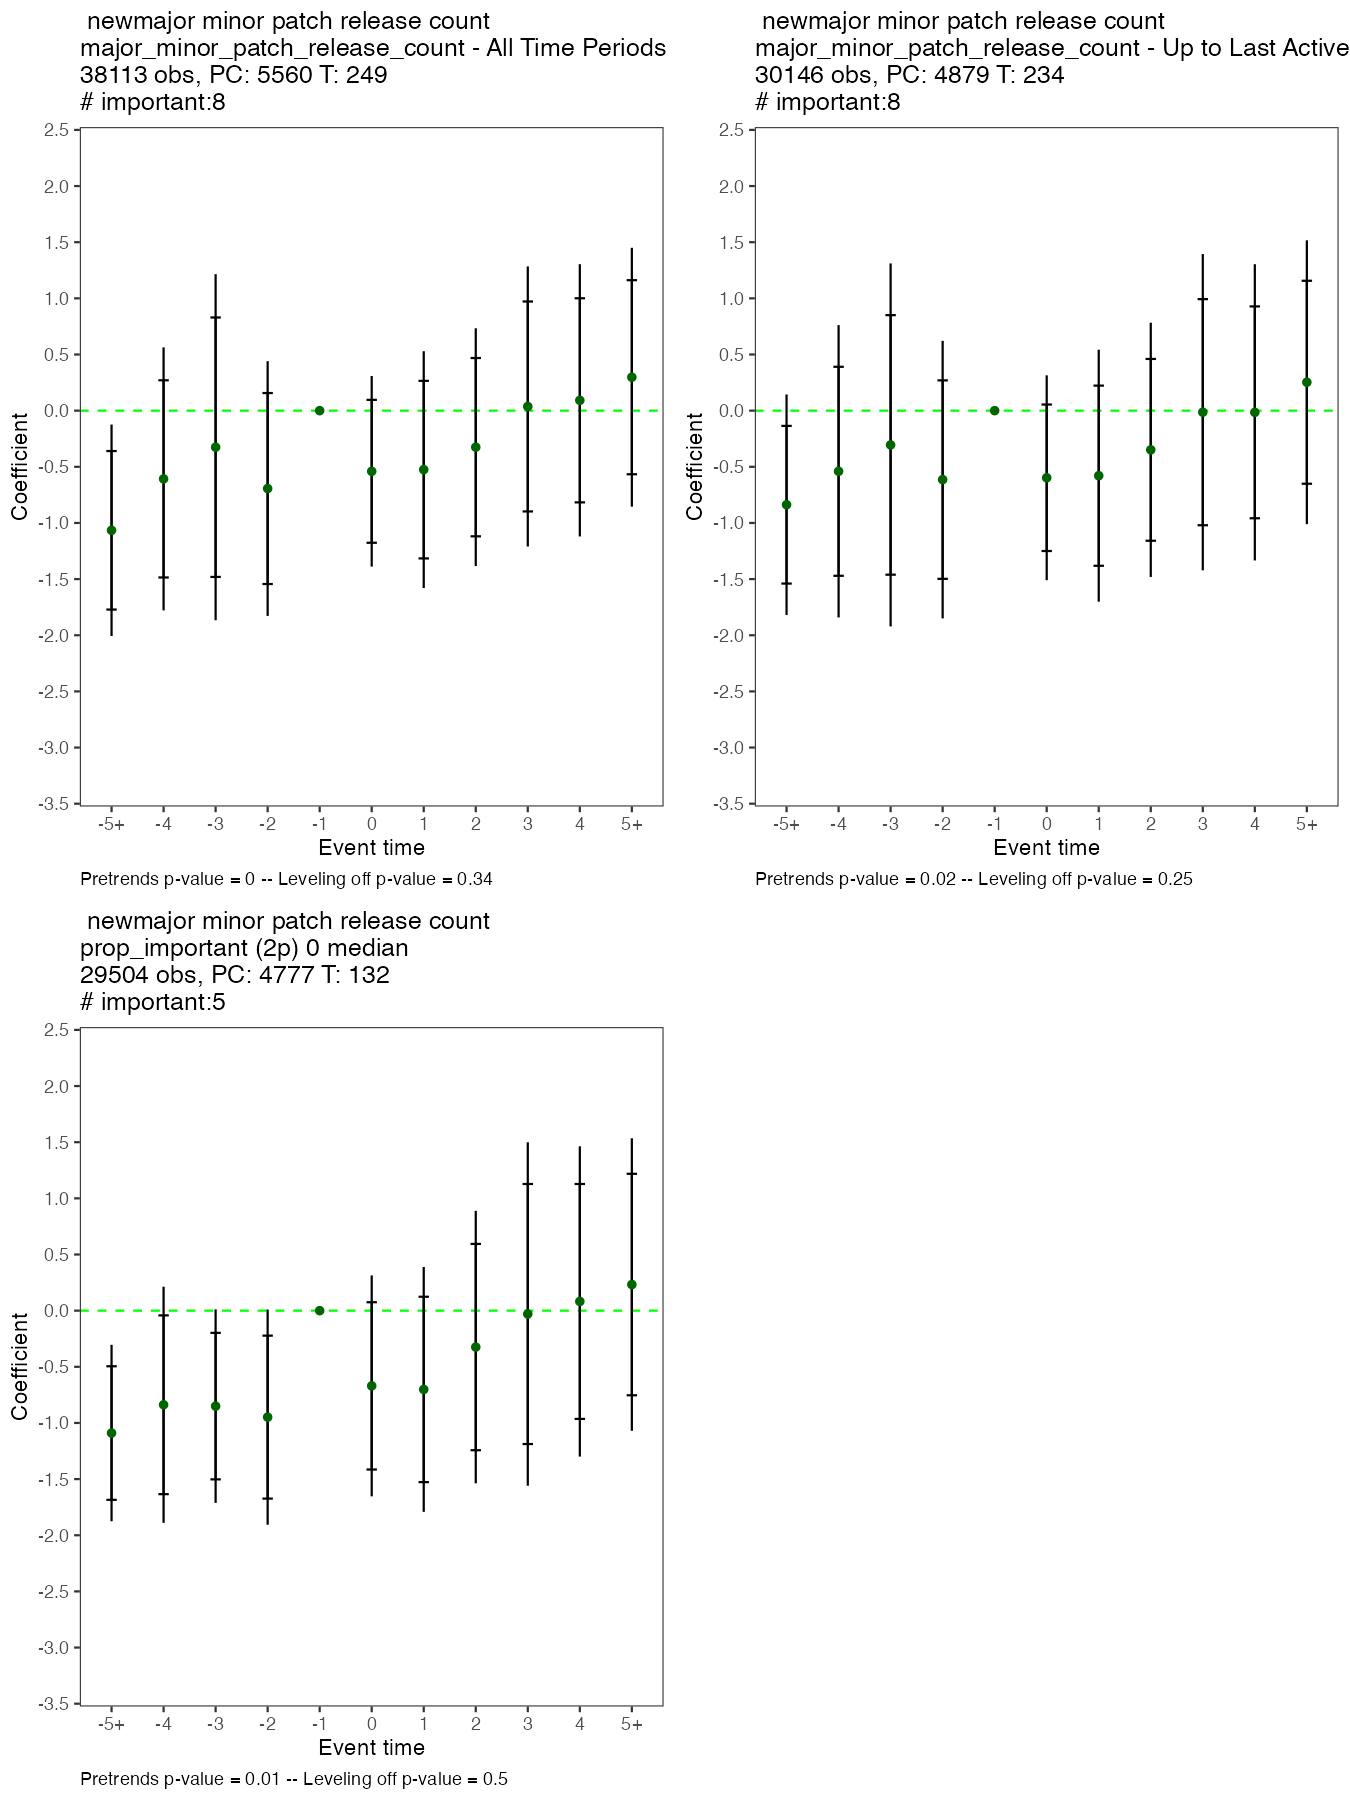 newmajor minor patch release count
major_minor_patch_release_count - All Time Periods
38113 obs, PC: 5560 T: 249
# important:8
2.5
2.0
1.5
1.0
0.5
0.0
-0.5
-1.0
-1.5
-2.0
-2.5
-3.0
-3.5
Coefficient
-5+ -4 -3 -2 -1 0 1 2 3 4 5+
Event time
Pretrends p-value = 0 -- Leveling off p-value = 0.34
newmajor minor patch release count
major_minor_patch_release_count - Up to Last Active
30146 obs, PC: 4879 T: 234
# important:8
2.5
2.0
1.5
1.0
0.5
0.0
-0.5
-1.0
-1.5
-2.0
-2.5
-3.0
-3.5
Coefficient
-5+ -4 -3 -2 -1 0 1 2 3 4 5+
Event time
Pretrends p-value = 0.02 -- Leveling off p-value = 0.25
newmajor minor patch release count
prop_important (2p) 0 median
29504 obs, PC: 4777 T: 132
# important:5
2.5
2.0
1.5
1.0
0.5
0.0
-0.5
-1.0
-1.5
-2.0
-2.5
-3.0
-3.5
Coefficient
-5+ -4 -3 -2 -1 0 1 2 3 4 5+
Event time
Pretrends p-value = 0.01 -- Leveling off p-value = 0.5